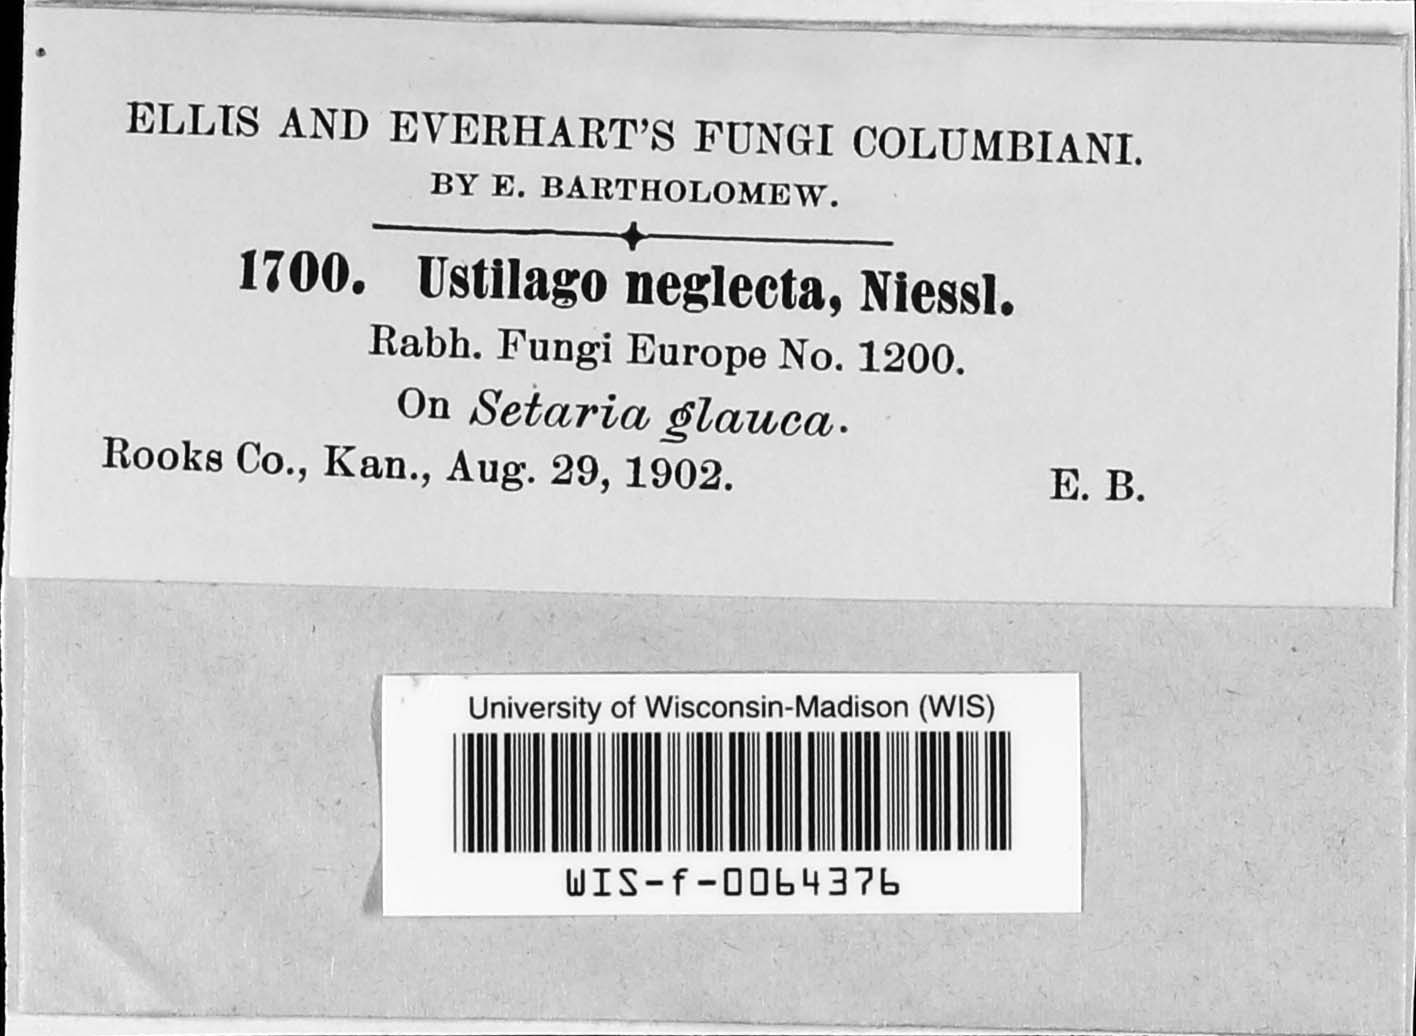 ELLIS AND EVERHART'S FUNGI COLUMBIANI.
BY E. BARTHOLOMEW.
1700. Ustilago neglecta, Niessl.
Rabh. Fungi Europe No. 1200.
On Setaria glauca.
Rooks Co., Kan., Aug. 29, 1902. E. B.
University of Wisconsin-Madison (WIS)
WIS-f-0064376